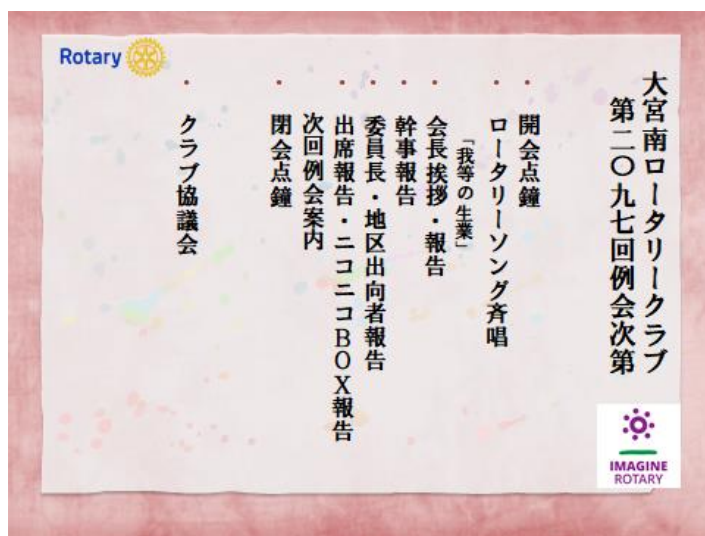 大宮南ロータリークラブ
第二〇九七回例会次第
・開会点鐘
・ロータリーソング斉唱
「我等の生業」
・会長挨拶・報告
・幹事報告
・委員長・地区出向者報告
・出席報告・ニコニコBOX報告
次回例会案内
・閉会点鐘
・クラブ協議会
Rotary
IMAGINE
ROTARY